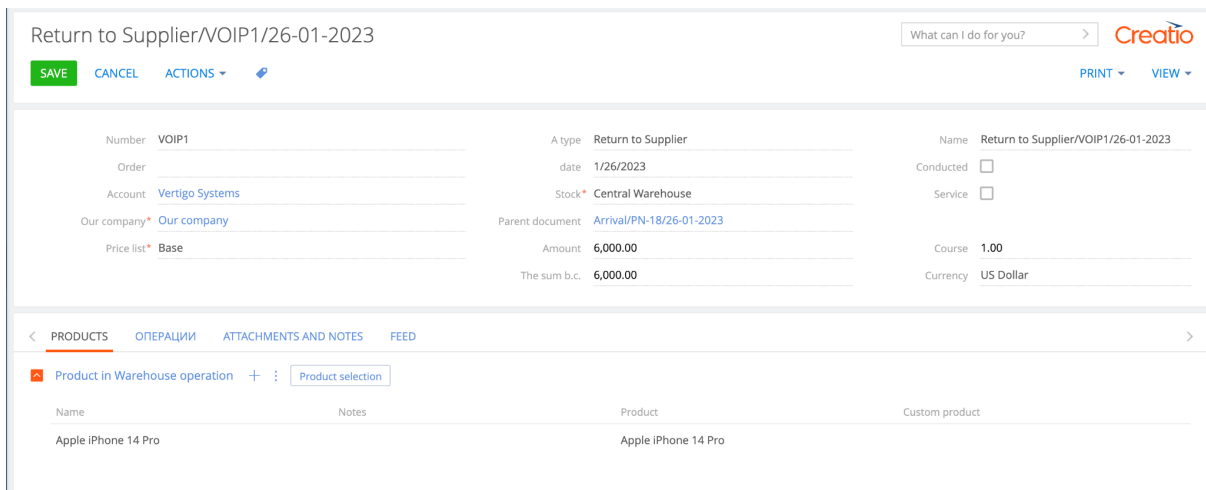 Return to Supplier/VOIP1/26-01-2023
What can I do for you?
Creatio
SAVE CANCEL ACTIONS PRINT VIEW
Number VOIP1 A type Return to Supplier Name Return to Supplier/VOIP1/26-01-2023
Order date 1/26/2023 Conducted
Account Vertigo Systems Stock* Central Warehouse Service
Our company* Our company Parent document Arrival/PN-18/26-01-2023
Price list* Base Amount 6,000.00 Course 1.00
The sum b.c. 6,000.00 Currency US Dollar
PRODUCTS ОПЕРАЦИИ ATTACHMENTS AND NOTES FEED
Product in Warehouse operation + Product selection
Name Notes Product Custom product
Apple iPhone 14 Pro Apple iPhone 14 Pro